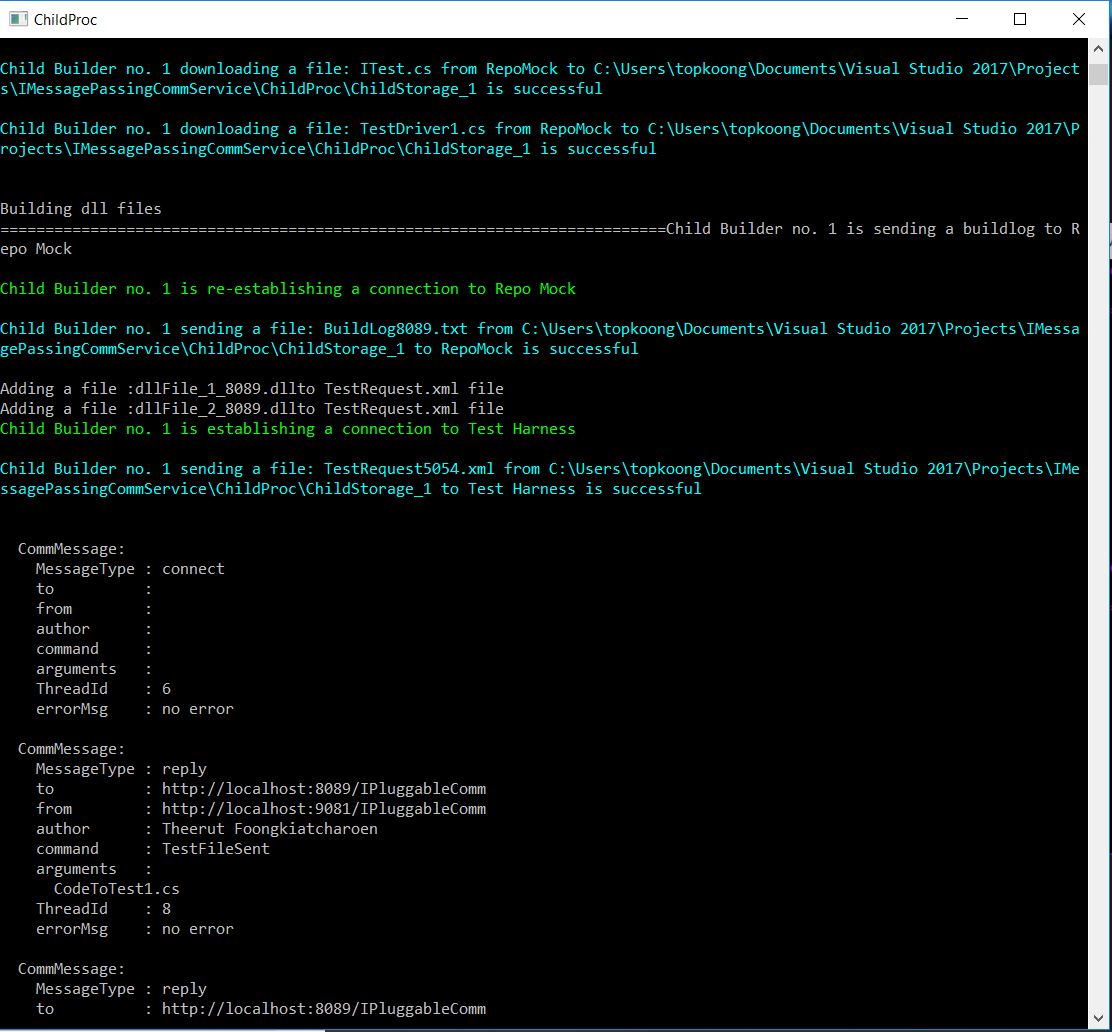 ChildProc
Child Builder no. 1 downloading a file: ITest.cs from RepoMock to C:\Users\topkoong\Documents\Visual Studio 2017\Project
s\IMessagePassingCommService\ChildProc\ChildStorage_1 is successful
Child Builder no. 1 downloading a file: TestDriver1.cs from RepoMock to C:\Users\topkoong\Documents\Visual Studio 2017\P
rojects\IMessagePassingCommService\ChildProc\ChildStorage_1 is successful
Building dll files
==========================================================================Child Builder no. 1 is sending a buildlog to R
epo Mock
Child Builder no. 1 is re-establishing a connection to Repo Mock
Child Builder no. 1 sending a file: BuildLog8089.txt from C:\Users\topkoong\Documents\Visual Studio 2017\Projects\IMessa
gePassingCommService\ChildProc\ChildStorage_1 to RepoMock is successful
Adding a file :dllFile_1_8089.dllto TestRequest.xml file
Adding a file :dllFile_2_8089.dllto TestRequest.xml file
Child Builder no. 1 is establishing a connection to Test Harness
Child Builder no. 1 sending a file: TestRequest5054.xml from C:\Users\topkoong\Documents\Visual Studio 2017\Projects\IMe
ssagePassingCommService\ChildProc\ChildStorage_1 to Test Harness is successful
CommMessage:
MessageType : connect
to :
from :
author :
command :
arguments :
ThreadId : 6
errorMsg : no error
CommMessage:
MessageType : reply
to : http://localhost:8089/IPluggableComm
from : http://localhost:9081/IPluggableComm
author : Theerut Foongkiatcharoen
command : TestFileSent
arguments :
CodeToTest1.cs
ThreadId : 8
errorMsg : no error
CommMessage:
MessageType : reply
to : http://localhost:8089/IPluggableComm